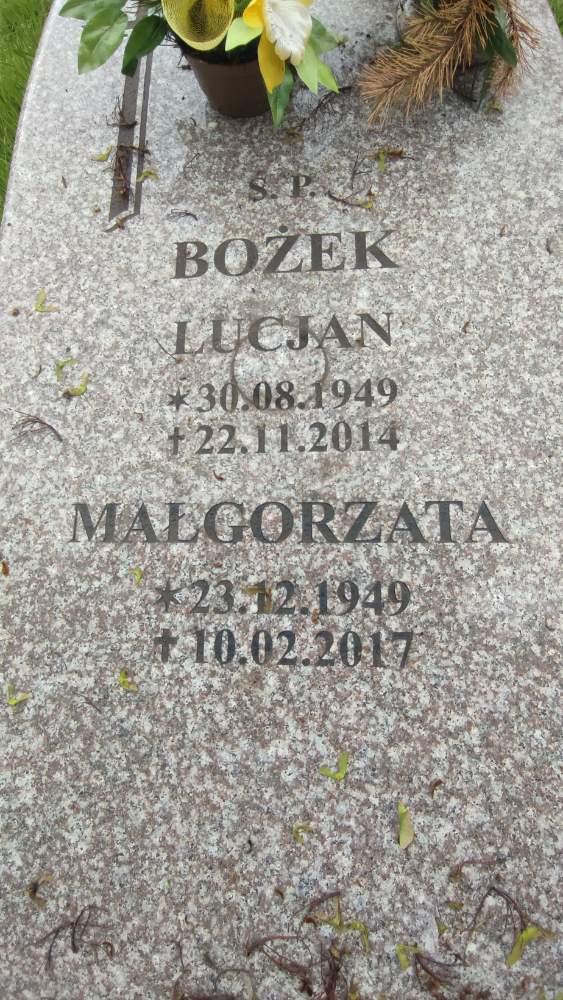 S. P.
BOŻEK
LUCJAN
*30.08.1949
†22.11.2014
MAŁGORZATA
*23.12.1949
†10.02.2017